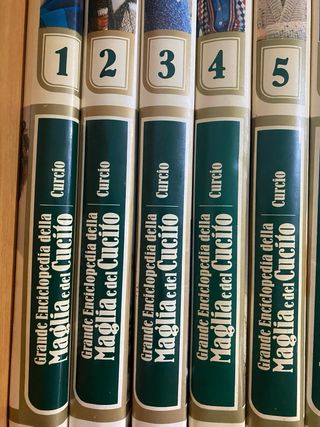 1
Curcio
Grande Enciclopedia della
Maglia e del Cucito
2
Curcio
Grande Enciclopedia della
Maglia e del Cucito
3
Curcio
Grande Enciclopedia della
Maglia e del Cucito
4
Curcio
Grande Enciclopedia della
Maglia e del Cucito
5
Curcio
Grande Enciclopedia della
Maglia e del Cucito